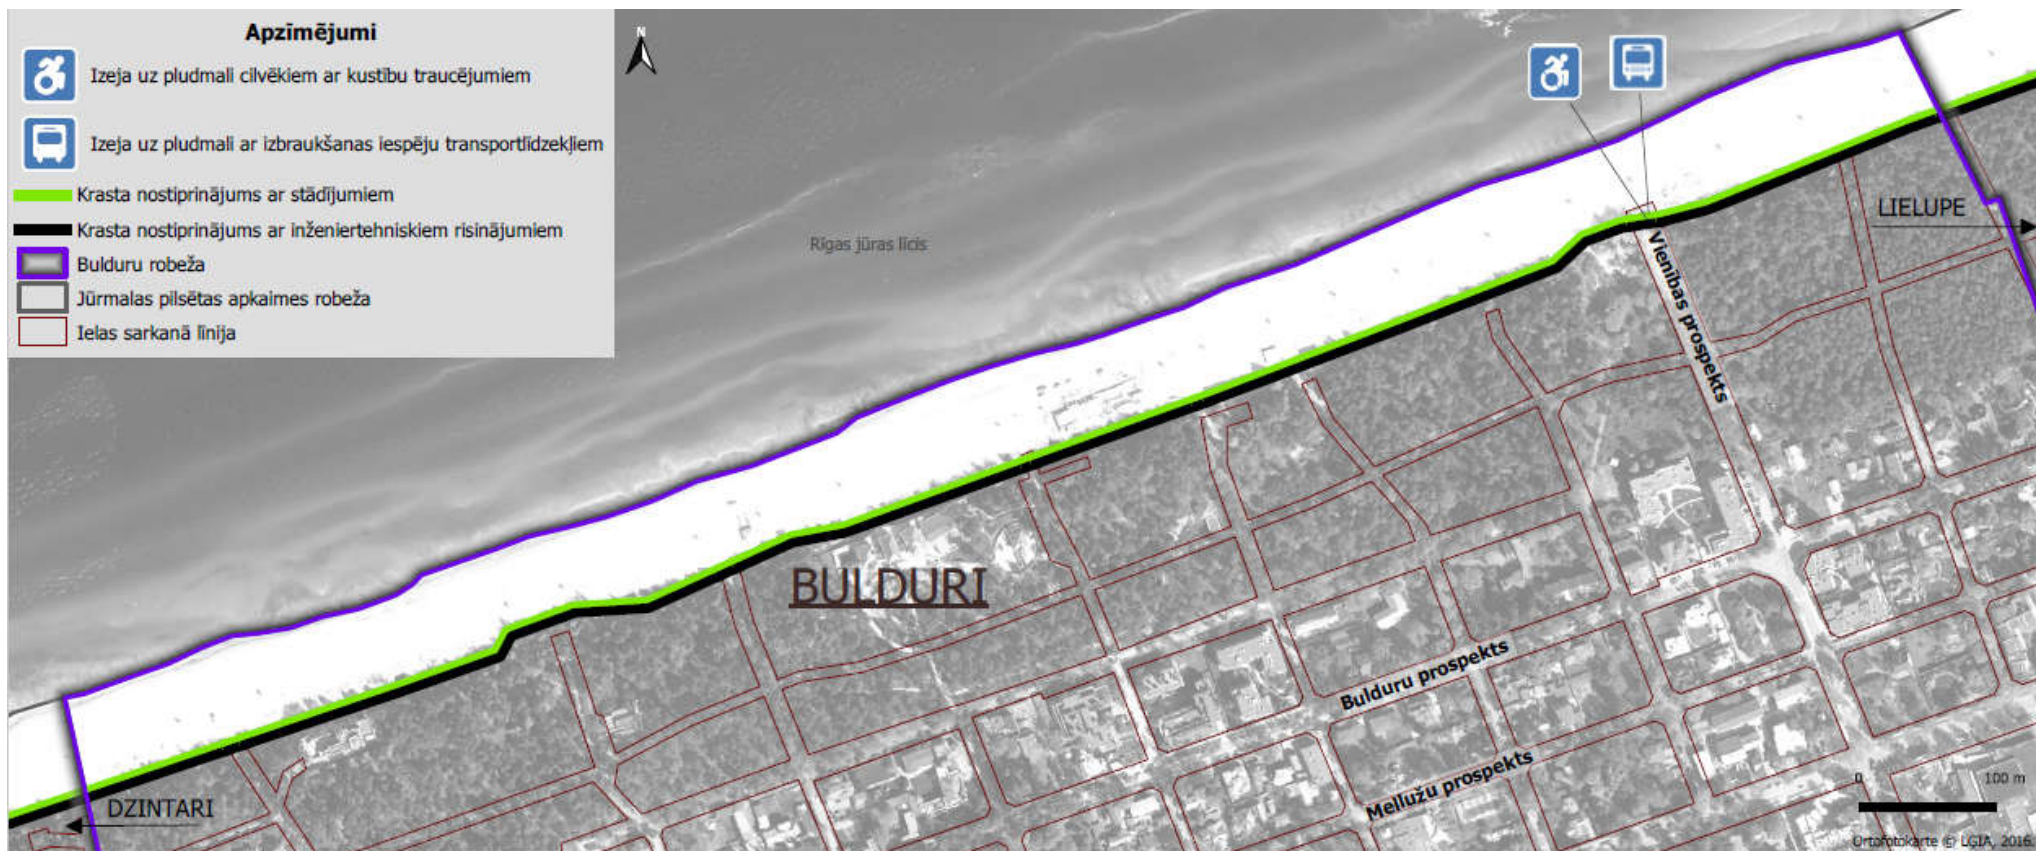 Apzīmējumi
Izeja uz pludmali cilvēkiem ar kustību traucējumiem
Izeja uz pludmali ar izbraukšanas iespēju transportlīdzekļiem
Krasta nostiprinājums ar stādījumiem
Krasta nostiprinājums ar inženiertehniskiem risinājumiem
Bulduru robeža
Jūrmalas pilsētas apkaimes robeža
Ielas sarkanā līnija
N
Rīgas jūras līcis
LIELUPE
Vienības prospekts
BULDURI
Bulduru prospekts
Mellužu prospekts
DZINTARI
0 100 m
Ortofotokarte © LĢIA, 2016